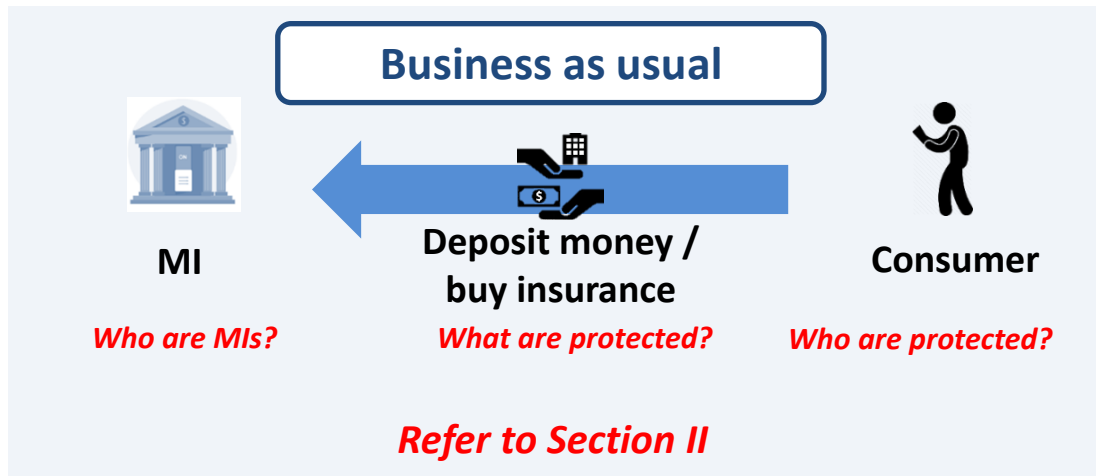 Business as usual
MI
Deposit money /
buy insurance
Consumer
Who are MIs?
What are protected?
Who are protected?
Refer to Section II